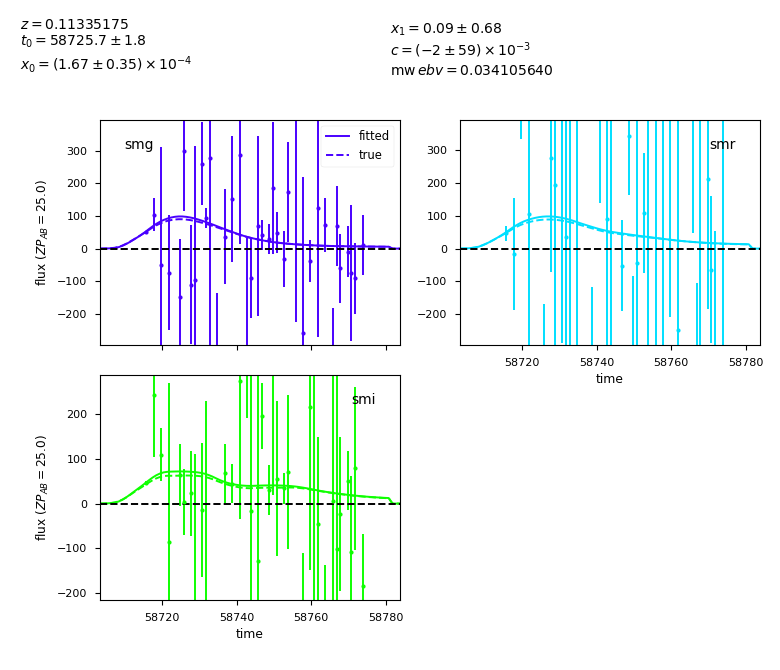 z = 0.11335175
t₀ = 58725.7 ± 1.8
x₀ = (1.67 ± 0.35) × 10⁻⁴
x₁ = 0.09 ± 0.68
c = (−2 ± 59) × 10⁻³
mw ebv = 0.034105640
smg
fitted
true
300
200
100
0
−100
−200
flux (ZP_AB = 25.0)
smr
300
200
100
0
−100
−200
58720 58740 58760 58780
time
smi
200
100
0
−100
−200
flux (ZP_AB = 25.0)
58720 58740 58760 58780
time